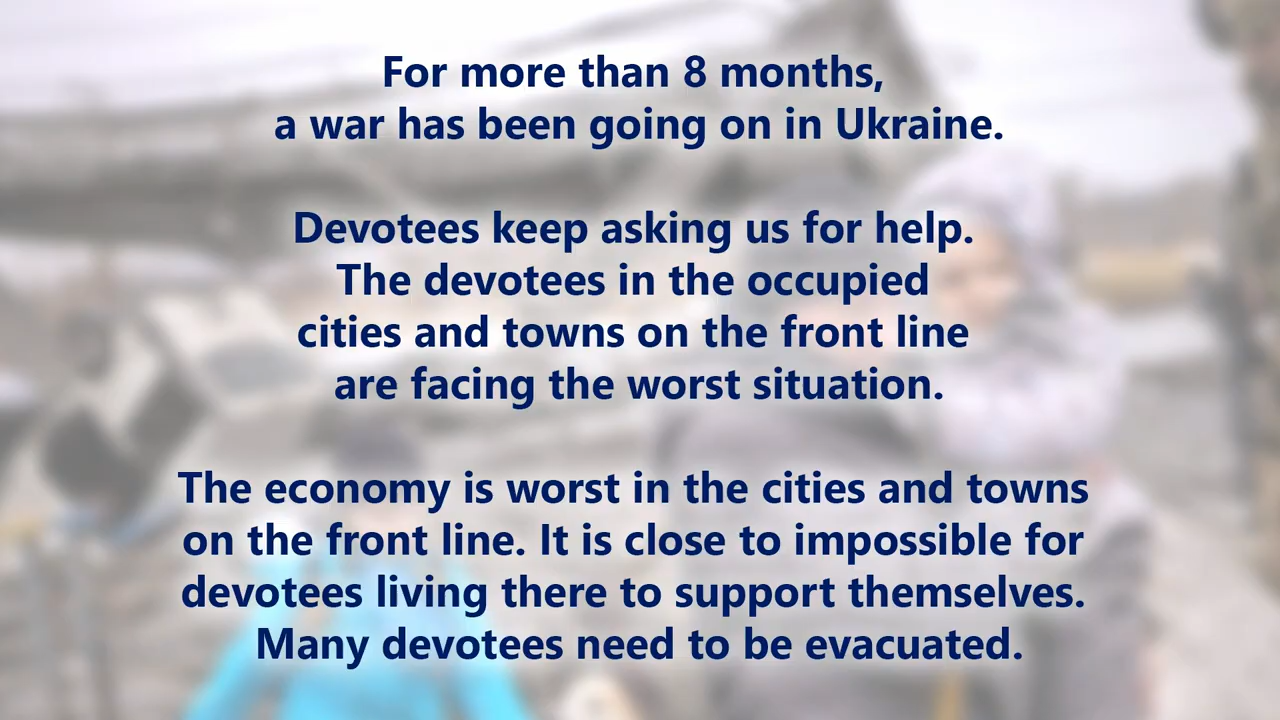 For more than 8 months,
a war has been going on in Ukraine.
Devotees keep asking us for help.
The devotees in the occupied
cities and towns on the front line
are facing the worst situation.
The economy is worst in the cities and towns
on the front line. It is close to impossible for
devotees living there to support themselves.
Many devotees need to be evacuated.